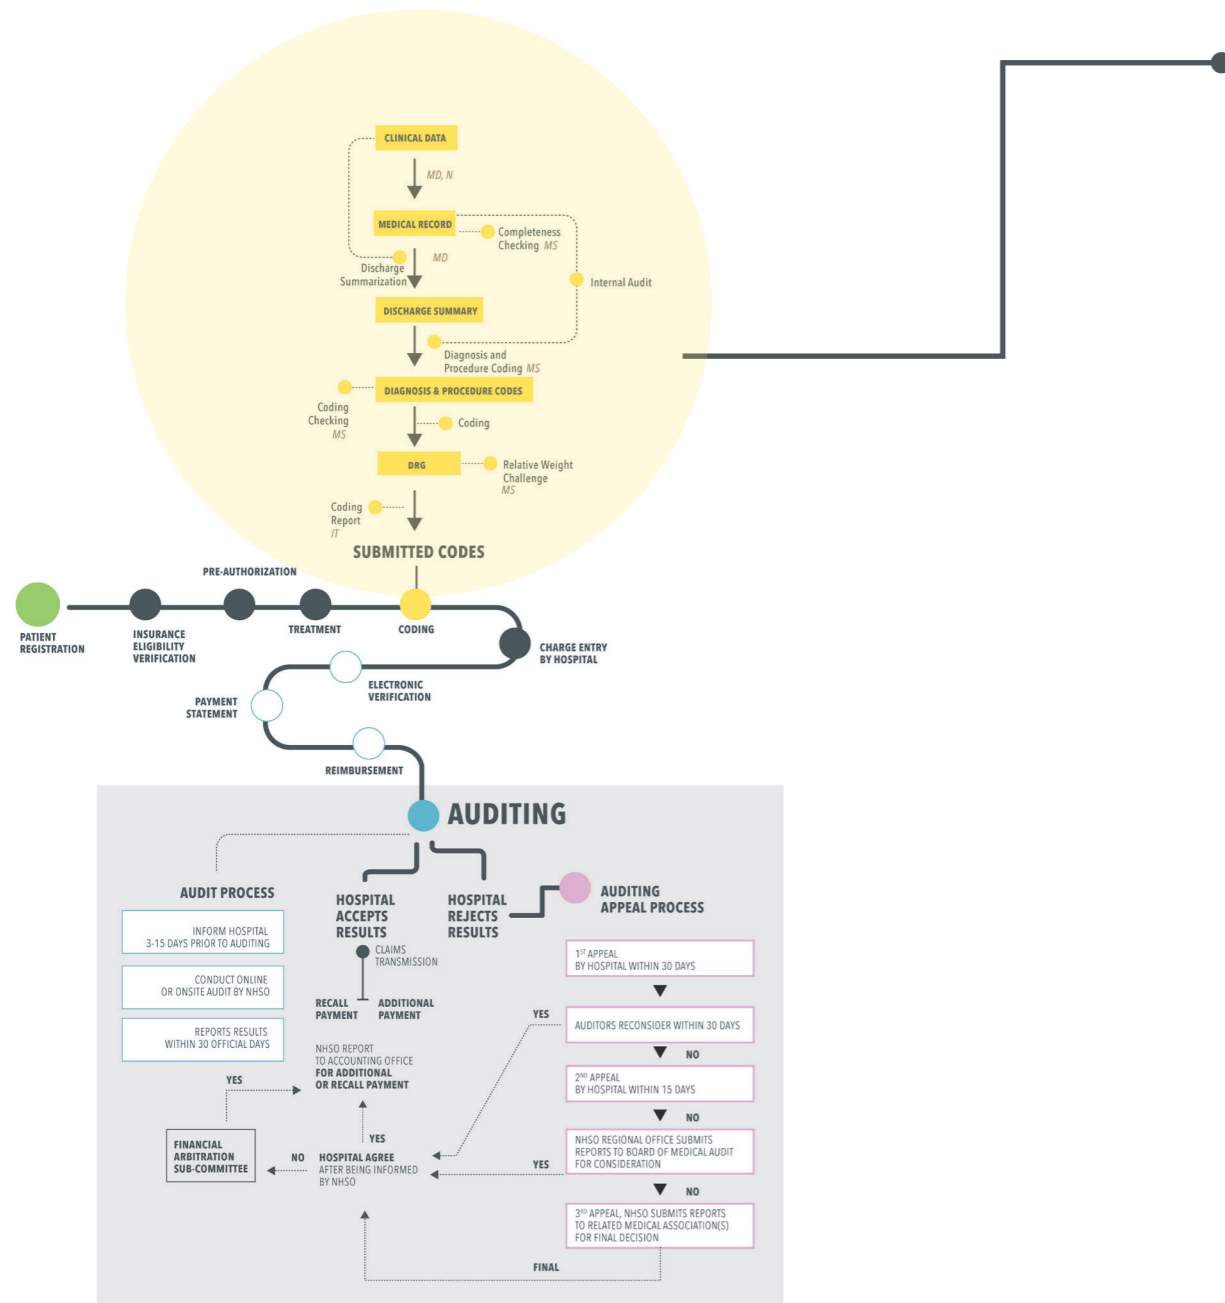 CLINICAL DATA
MD, N
MEDICAL RECORD
Completeness
Checking MS
MD
Discharge
Summarization
Internal Audit
DISCHARGE SUMMARY
Diagnosis and
Procedure Coding MS
DIAGNOSIS & PROCEDURE CODES
Coding
Checking
MS
Coding
DRG
Relative Weight
Challenge
MS
Coding
Report
IT
SUBMITTED CODES
PRE-AUTHORIZATION
PATIENT
REGISTRATION
INSURANCE
ELIGIBILITY
VERIFICATION
TREATMENT
CODING
CHARGE ENTRY
BY HOSPITAL
ELECTRONIC
VERIFICATION
PAYMENT
STATEMENT
REIMBURSEMENT
AUDITING
AUDIT PROCESS
INFORM HOSPITAL
3-15 DAYS PRIOR TO AUDITING
CONDUCT ONLINE
OR ONSITE AUDIT BY NHSO
REPORTS RESULTS
WITHIN 30 OFFICIAL DAYS
HOSPITAL
ACCEPTS
RESULTS
CLAIMS
TRANSMISSION
RECALL
PAYMENT
ADDITIONAL
PAYMENT
NHSO REPORT
TO ACCOUNTING OFFICE
FOR ADDITIONAL
OR RECALL PAYMENT
YES
FINANCIAL
ARBITRATION
SUB-COMMITTEE
NO
YES
HOSPITAL AGREE
AFTER BEING INFORMED
BY NHSO
HOSPITAL
REJECTS
RESULTS
AUDITING
APPEAL PROCESS
1ST APPEAL
BY HOSPITAL WITHIN 30 DAYS
YES
AUDITORS RECONSIDER WITHIN 30 DAYS
NO
2ND APPEAL
BY HOSPITAL WITHIN 15 DAYS
NO
NHSO REGIONAL OFFICE SUBMITS
REPORTS TO BOARD OF MEDICAL AUDIT
FOR CONSIDERATION
YES
NO
3RD APPEAL, NHSO SUBMITS REPORTS
TO RELATED MEDICAL ASSOCIATION(S)
FOR FINAL DECISION
FINAL